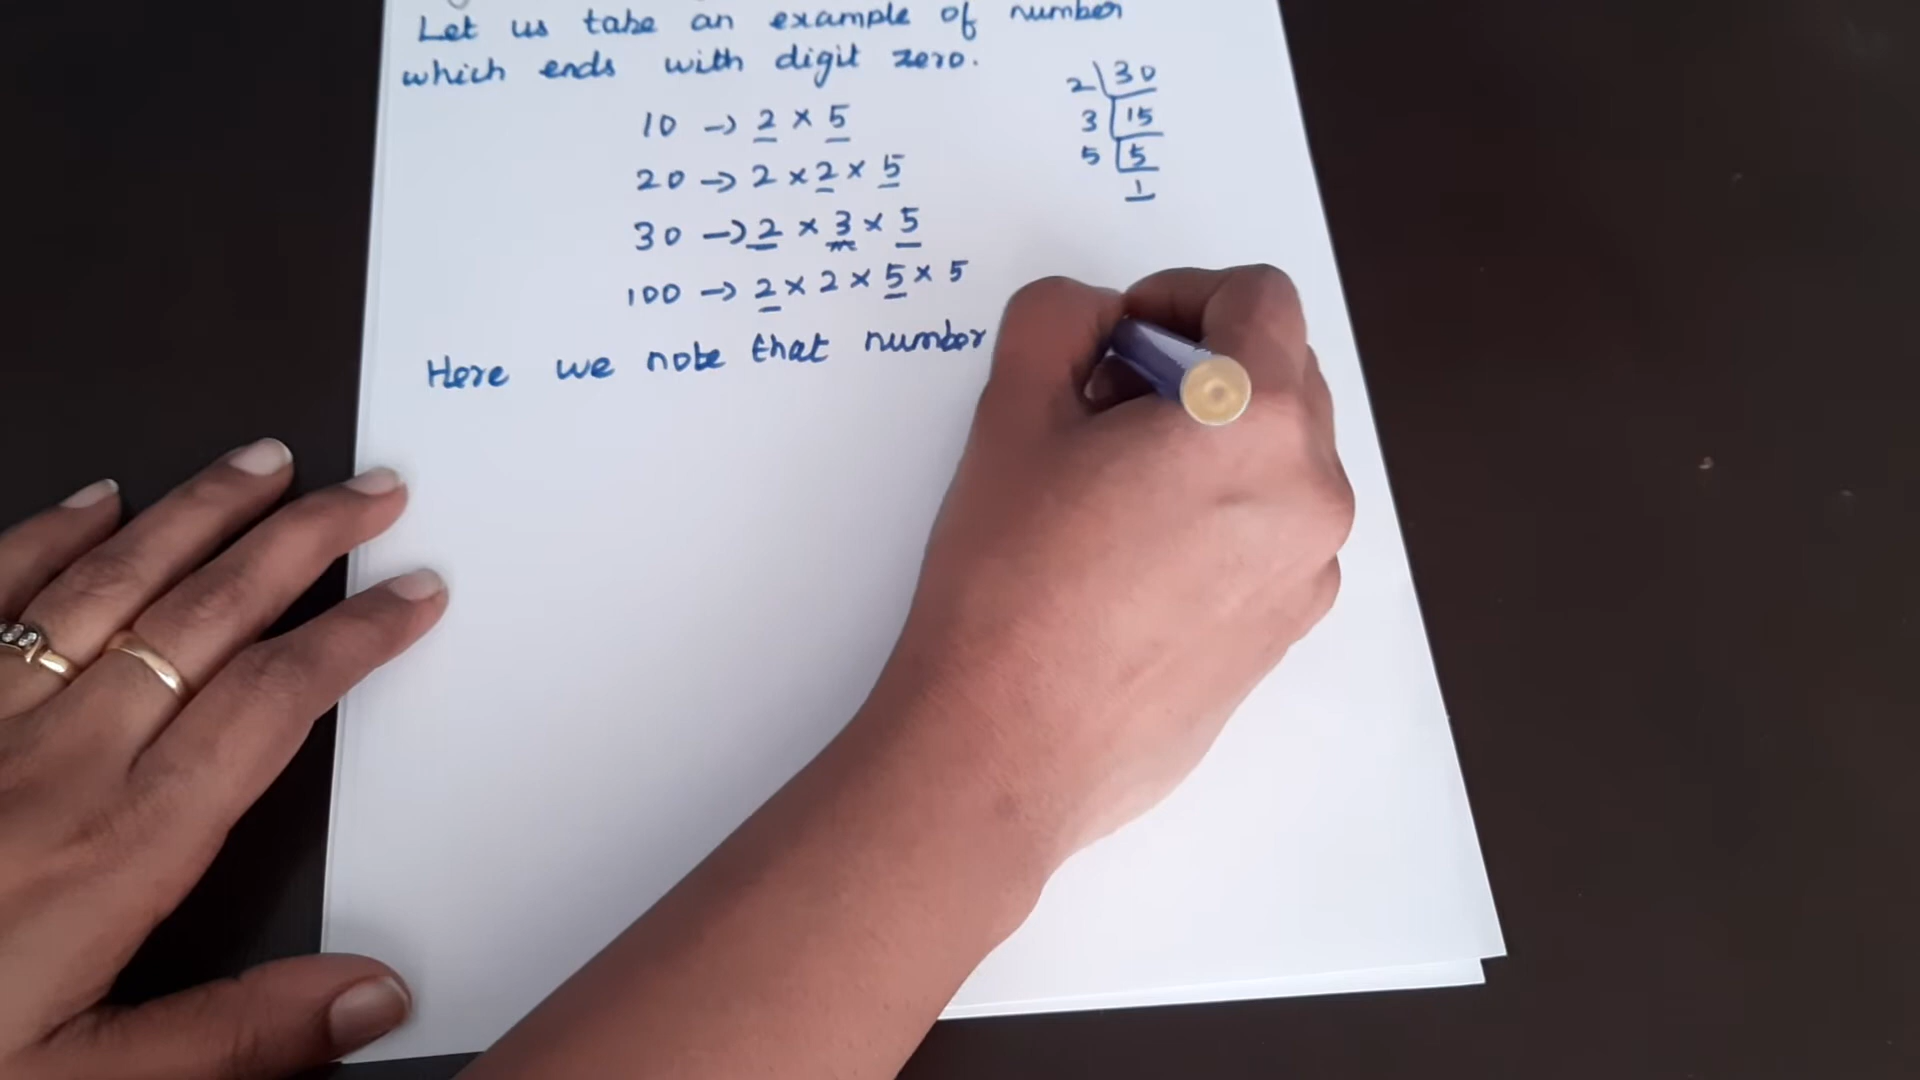 Let us take an example of number
which ends with digit zero.
10 → 2 × 5
20 → 2 × 2 × 5
30 → 2 × 3 × 5
100 → 2 × 2 × 5 × 5
Here we note that number
2 30
3 15
5 5
1